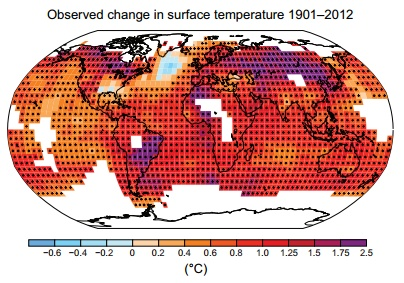 Observed change in surface temperature 1901–2012
−0.6 −0.4 −0.2 0 0.2 0.4 0.6 0.8 1.0 1.25 1.5 1.75 2.5
(°C)